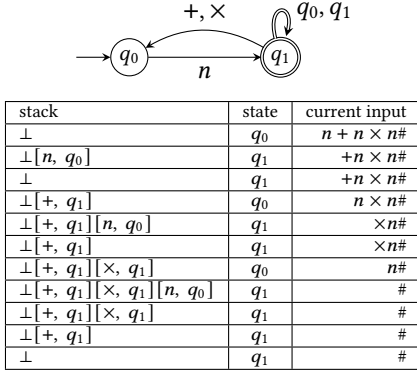 +, ×
q₀, q₁
q₀
q₁
n
stack state current input
⊥ q₀ n + n × n#
⊥[n, q₀] q₁ +n × n#
⊥ q₁ +n × n#
⊥[+, q₁] q₀ n × n#
⊥[+, q₁][n, q₀] q₁ ×n#
⊥[+, q₁] q₁ ×n#
⊥[+, q₁][×, q₁] q₀ n#
⊥[+, q₁][×, q₁][n, q₀] q₁ #
⊥[+, q₁][×, q₁] q₁ #
⊥[+, q₁] q₁ #
⊥ q₁ #